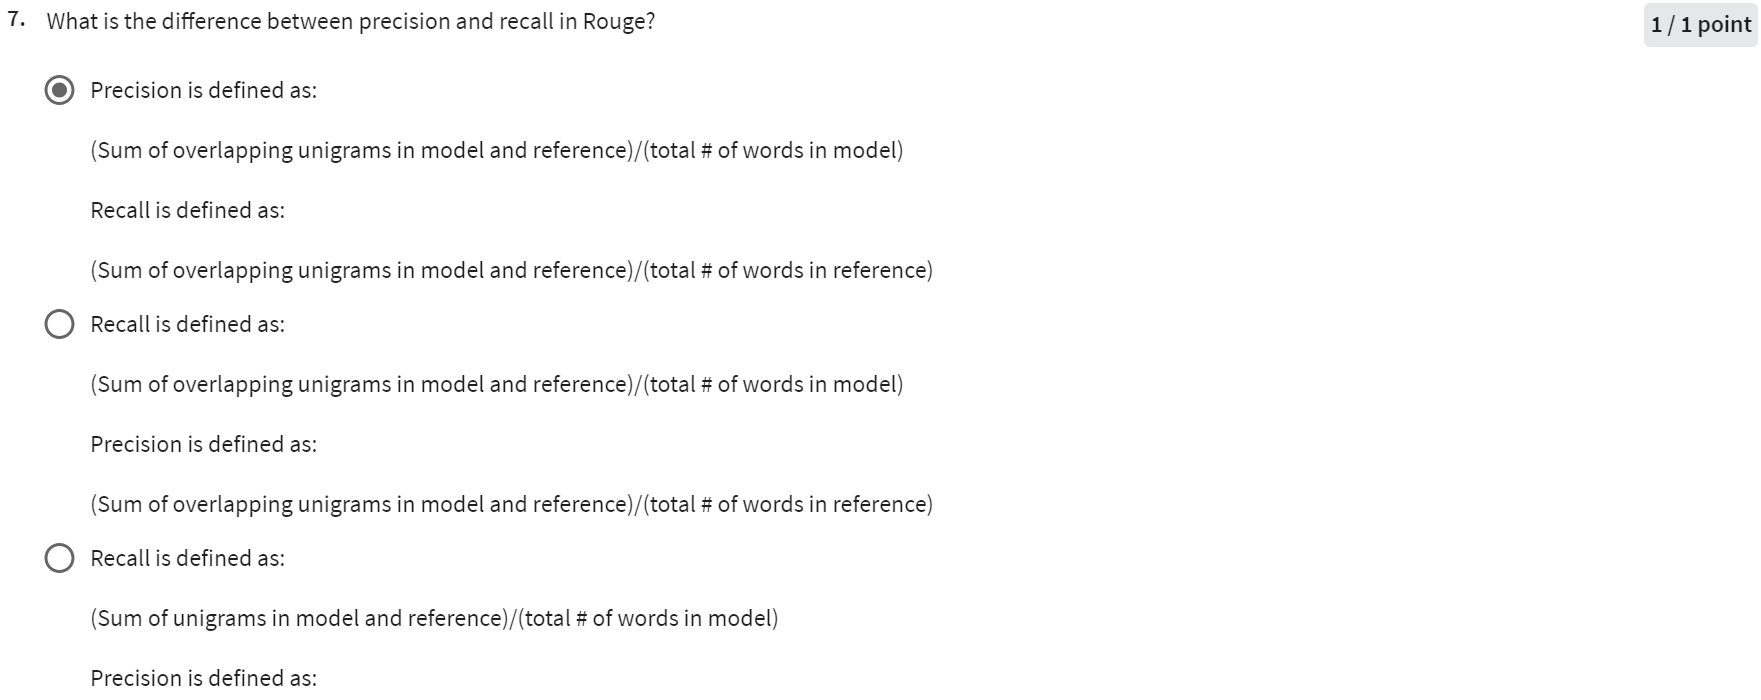 7. What is the difference between precision and recall in Rouge?
1 / 1 point
Precision is defined as:
(Sum of overlapping unigrams in model and reference)/(total # of words in model)
Recall is defined as:
(Sum of overlapping unigrams in model and reference)/(total # of words in reference)
Recall is defined as:
(Sum of overlapping unigrams in model and reference)/(total # of words in model)
Precision is defined as:
(Sum of overlapping unigrams in model and reference)/(total # of words in reference)
Recall is defined as:
(Sum of unigrams in model and reference)/(total # of words in model)
Precision is defined as: